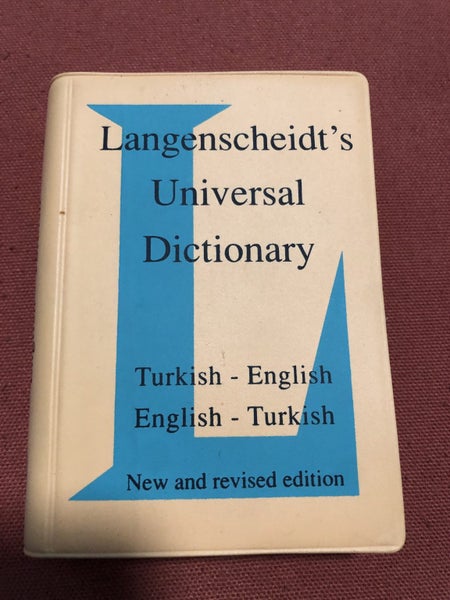 Langenscheidt's
Universal
Dictionary
Turkish - English
English - Turkish
New and revised edition